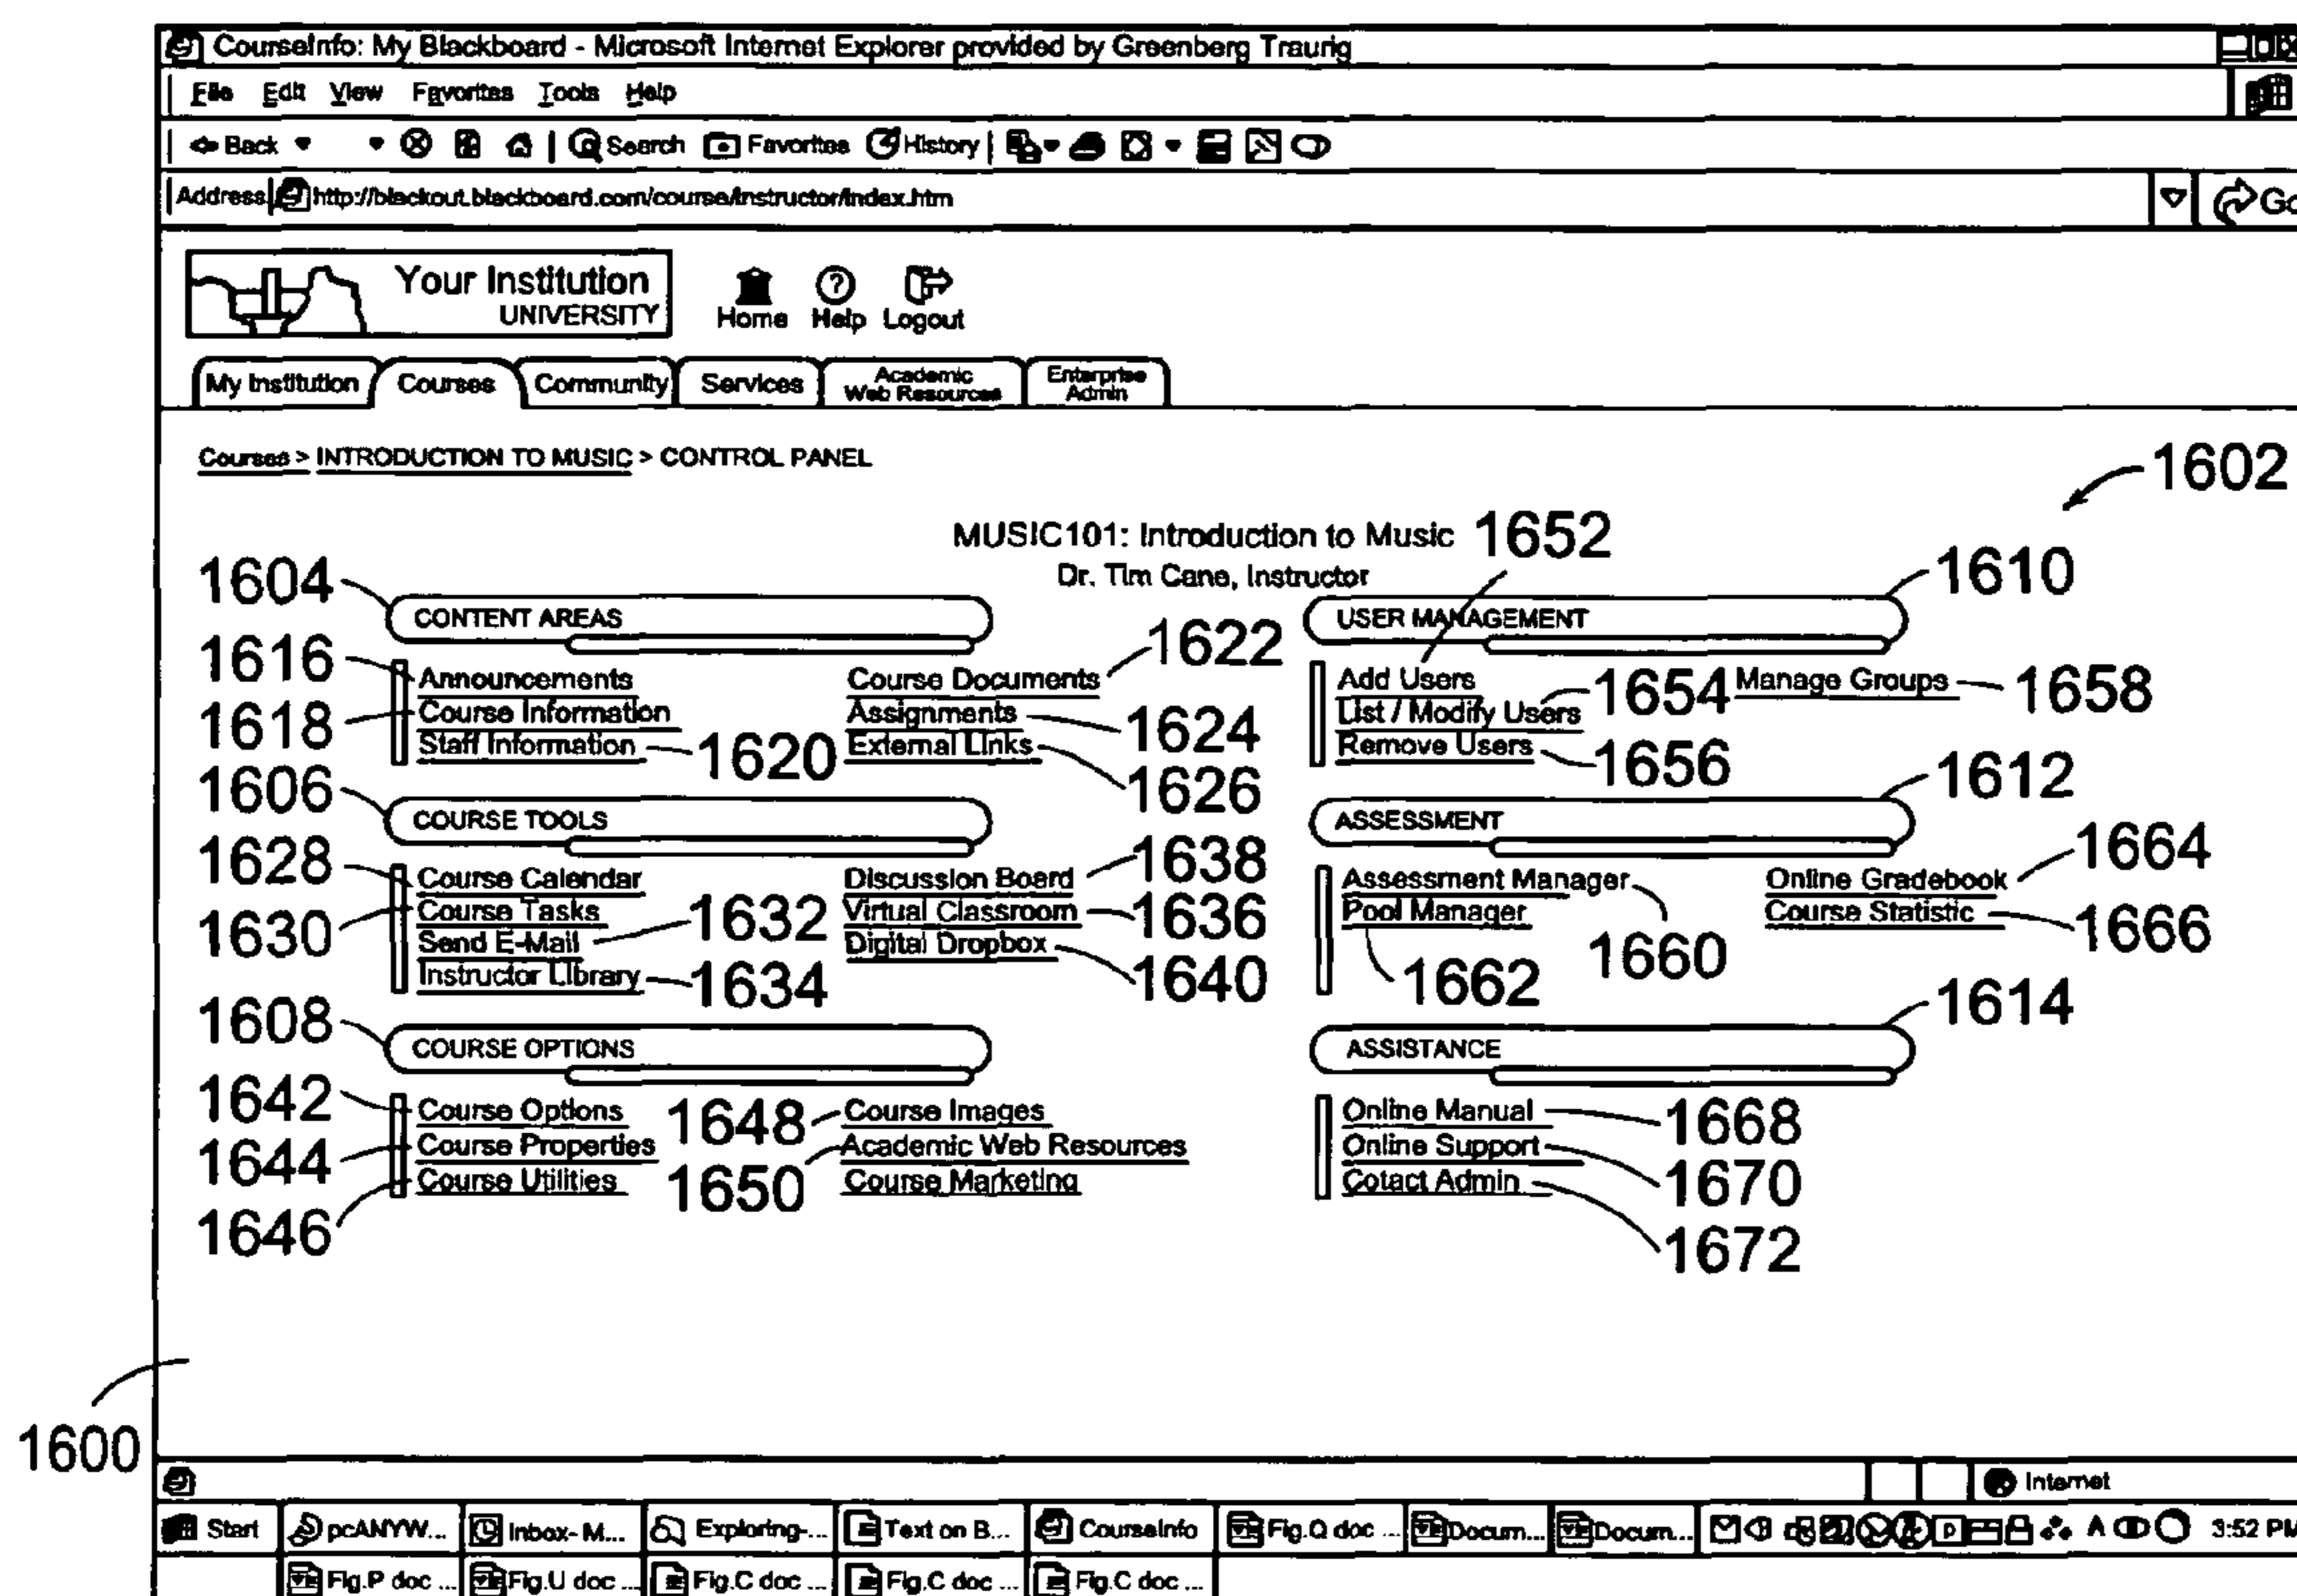 CourseInfo: My Blackboard - Microsoft Internet Explorer provided by Greenberg Traurig
File Edit View Favorites Tools Help
Back Search Favorites History
Address http://blackout.blackboard.com/course/instructor/index.htm Go
Your Institution
UNIVERSITY
Home Help Logout
My Institution Courses Community Services Academic Web Resources Enterprise Admin
Courses > INTRODUCTION TO MUSIC > CONTROL PANEL
1602
MUSIC101: Introduction to Music 1652
Dr. Tim Cane, Instructor
1604 1610
CONTENT AREAS USER MANAGEMENT
1616 1622
Announcements Course Documents Add Users 1654 Manage Groups 1658
1618 Course Information Assignments 1624 List / Modify Users
Staff Information 1620 External Links Remove Users 1656
1606 1626 1612
COURSE TOOLS ASSESSMENT
1628 1638 1664
Course Calendar Discussion Board Assessment Manager Online Gradebook
1630 Course Tasks 1632 Virtual Classroom 1636 Pool Manager Course Statistic 1666
Send E-Mail Digital Dropbox 1660
Instructor Library 1634 1640 1662
1608 1614
COURSE OPTIONS ASSISTANCE
1642 Course Options 1648 Course Images Online Manual 1668
1644 Course Properties Academic Web Resources Online Support
Course Utilities 1650 Course Marketing Cotact Admin 1670
1646 1672
1600
Internet
Start pcANYW... Inbox- M... Exploring-... Text on B... CourseInfo Fig.Q doc ... Docum... Docum... P A 3:52 PM
Fig.P doc ... Fig.U doc ... Fig.C doc ... Fig.C doc ... Fig.C doc ...